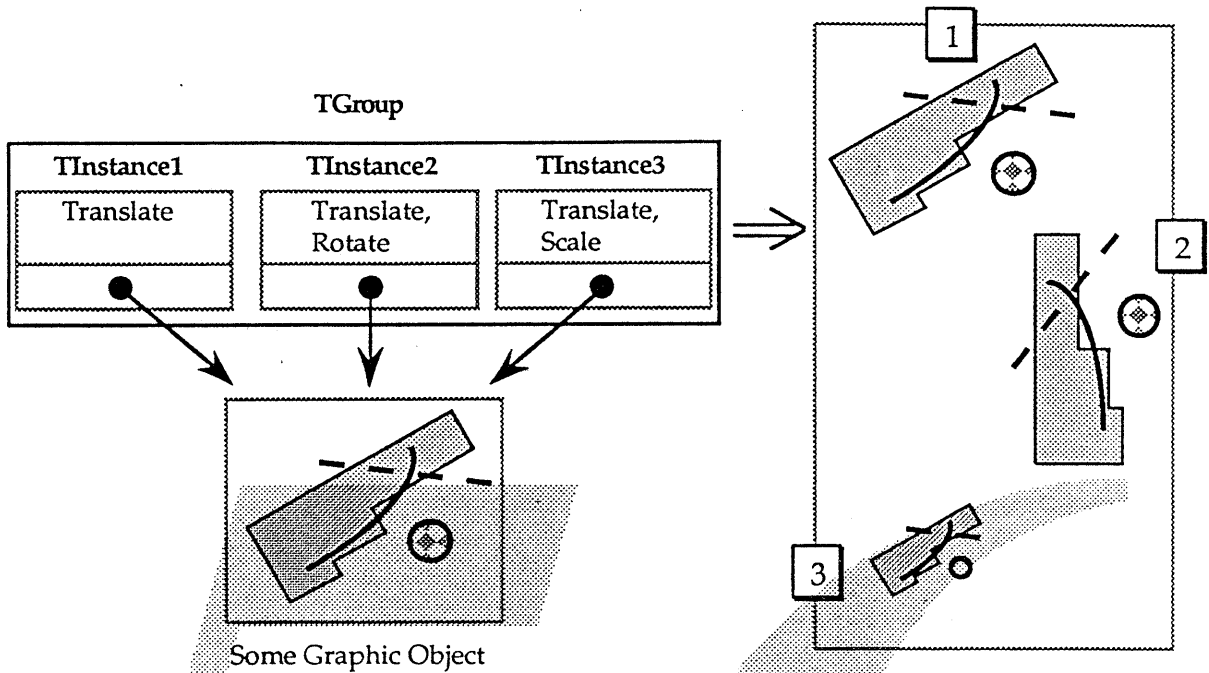 TGroup
TInstance1
TInstance2
TInstance3
Translate
Translate,
Rotate
Translate,
Scale
Some Graphic Object
1
2
3